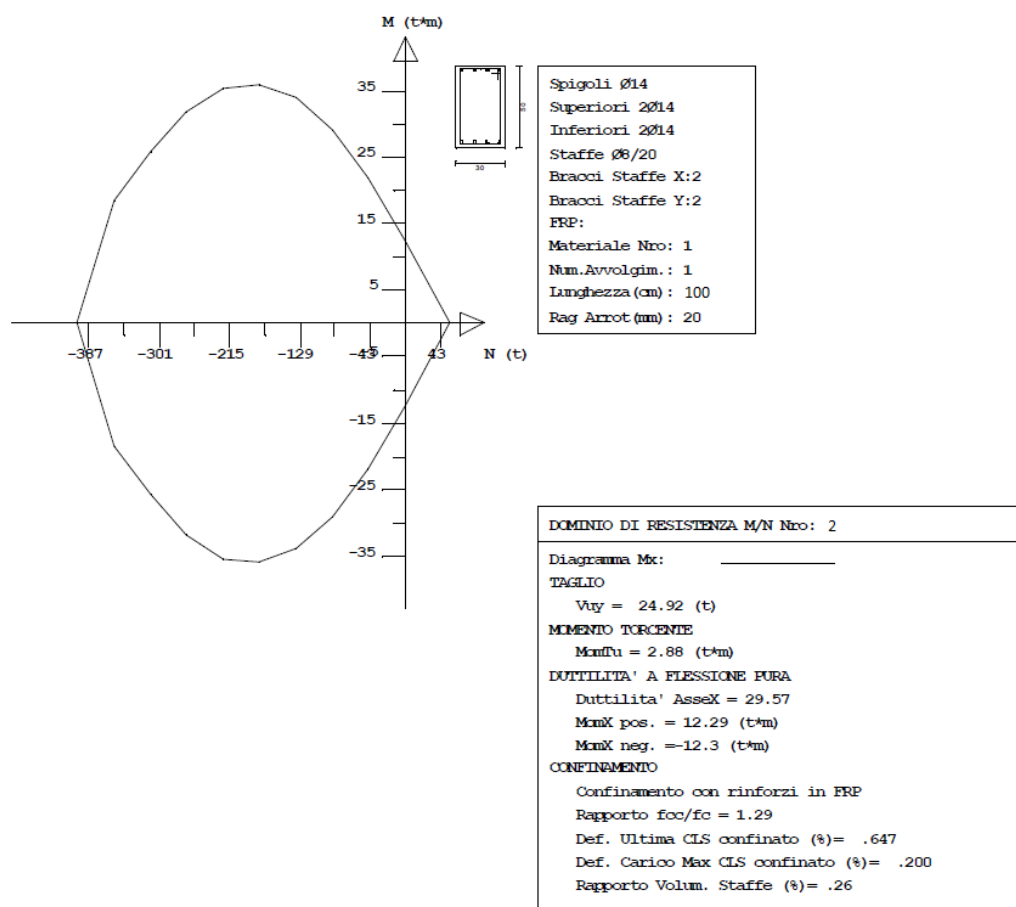 M (t*m)
35
25
15
5
-387
-301
-215
-129
-43
-5
43
N (t)
-15
-25
-35
50
30
Spigoli Ø14
Superiori 2Ø14
Inferiori 2Ø14
Staffe Ø8/20
Bracci Staffe X:2
Bracci Staffe Y:2
FRP:
Materiale Nro: 1
Num.Avvolgim.: 1
Lunghezza(cm): 100
Rag Arrot(mm): 20
DOMINIO DI RESISTENZA M/N Nro: 2
Diagramma Mx:
TAGLIO
Vuy = 24.92 (t)
MOMENTO TORCENTE
MomTu = 2.88 (t*m)
DUTTILITA' A FLESSIONE PURA
Duttilita' AsseX = 29.57
MomX pos. = 12.29 (t*m)
MomX neg. =-12.3 (t*m)
CONFINAMENTO
Confinamento con rinforzi in FRP
Rapporto fcc/fc = 1.29
Def. Ultima CLS confinato (%)= .647
Def. Carico Max CLS confinato (%)= .200
Rapporto Volum. Staffe (%)= .26